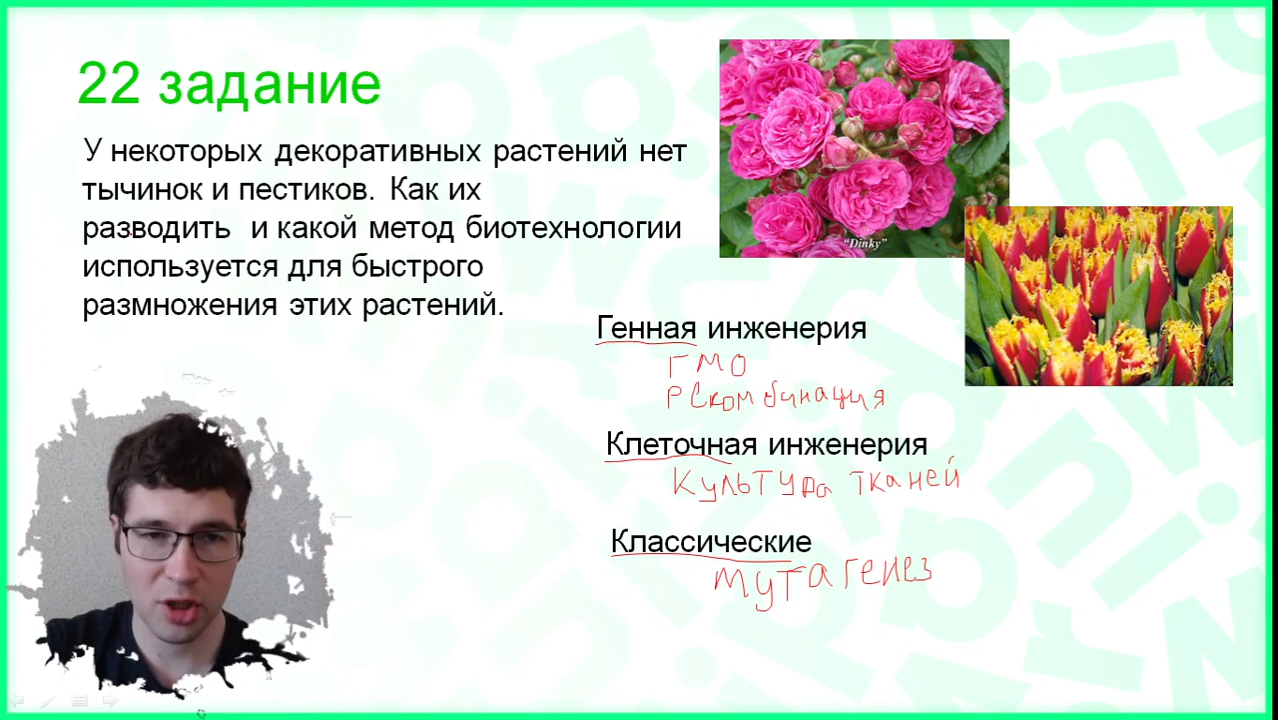 22 задание
У некоторых декоративных растений нет
тычинок и пестиков. Как их
разводить и какой метод биотехнологии
используется для быстрого
размножения этих растений.
"Dinky"
Генная инженерия
ГМО
Рекомбинация
Клеточная инженерия
Культура тканей
Классические
Мутагенез